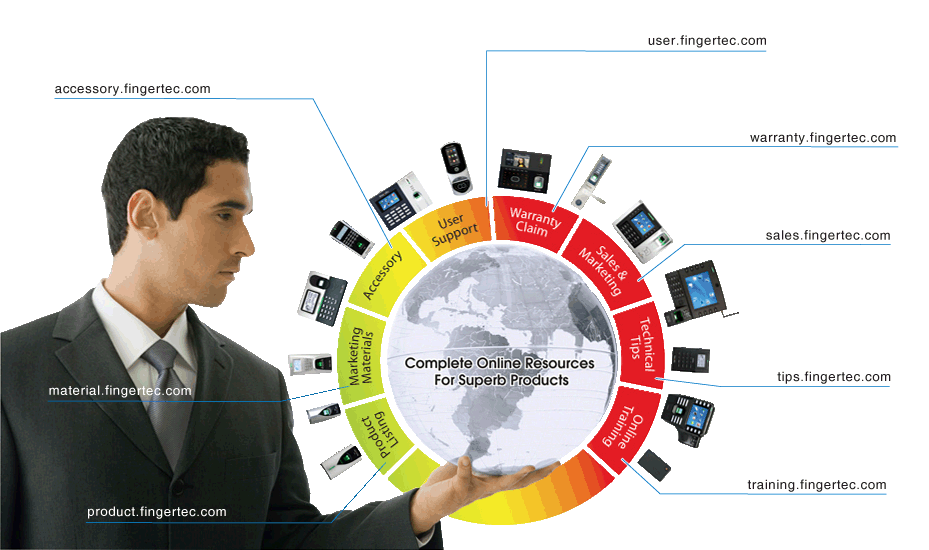 user.fingertec.com
accessory.fingertec.com
warranty.fingertec.com
User
Support
Warranty
Claim
sales.fingertec.com
Accessory
Sales &
Marketing
Marketing
Materials
Technical
Tips
Complete Online Resources
For Superb Products
tips.fingertec.com
material.fingertec.com
Product
Listing
Online
Training
training.fingertec.com
product.fingertec.com